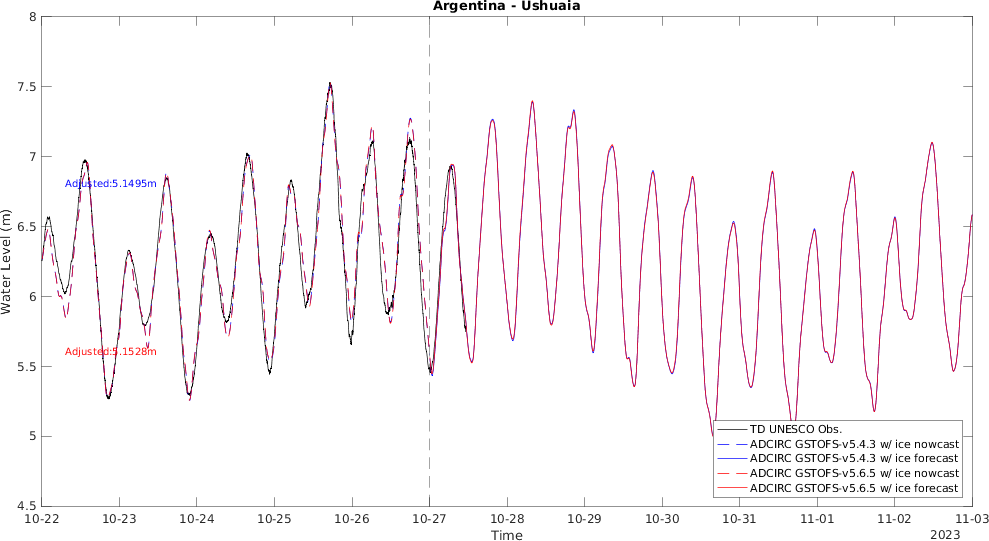 Argentina - Ushuaia
8
7.5
7
6.5
6
5.5
5
4.5
Water Level (m)
Adjusted:5.1495m
Adjusted:5.1528m
TD UNESCO Obs.
ADCIRC GSTOFS-v5.4.3 w/ ice nowcast
ADCIRC GSTOFS-v5.4.3 w/ ice forecast
ADCIRC GSTOFS-v5.6.5 w/ ice nowcast
ADCIRC GSTOFS-v5.6.5 w/ ice forecast
10-22 10-23 10-24 10-25 10-26 10-27 10-28 10-29 10-30 10-31 11-01 11-02 11-03
Time
2023